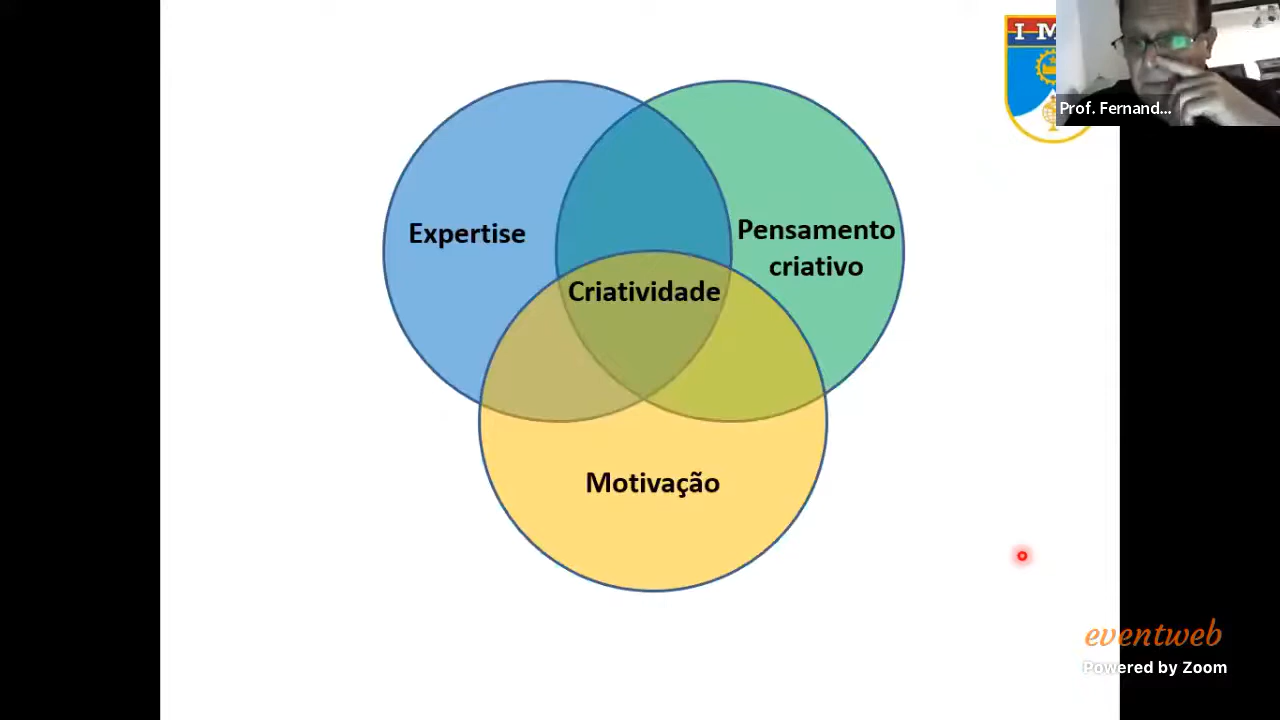 I M
Prof. Fernand...
Expertise
Pensamento
criativo
Criatividade
Motivação
eventweb
Powered by Zoom